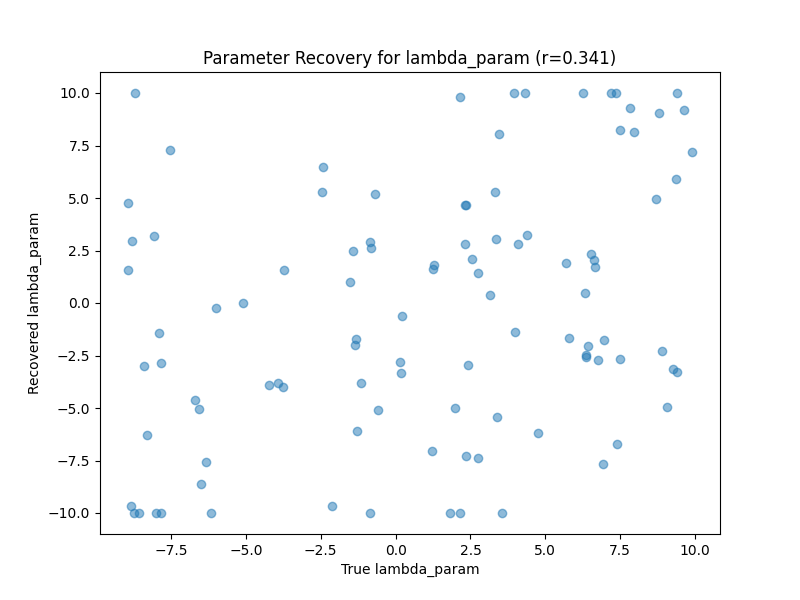 Parameter Recovery for lambda_param (r=0.341)
Recovered lambda_param
10.0
7.5
5.0
2.5
0.0
−2.5
−5.0
−7.5
−10.0
−7.5 −5.0 −2.5 0.0 2.5 5.0 7.5 10.0
True lambda_param